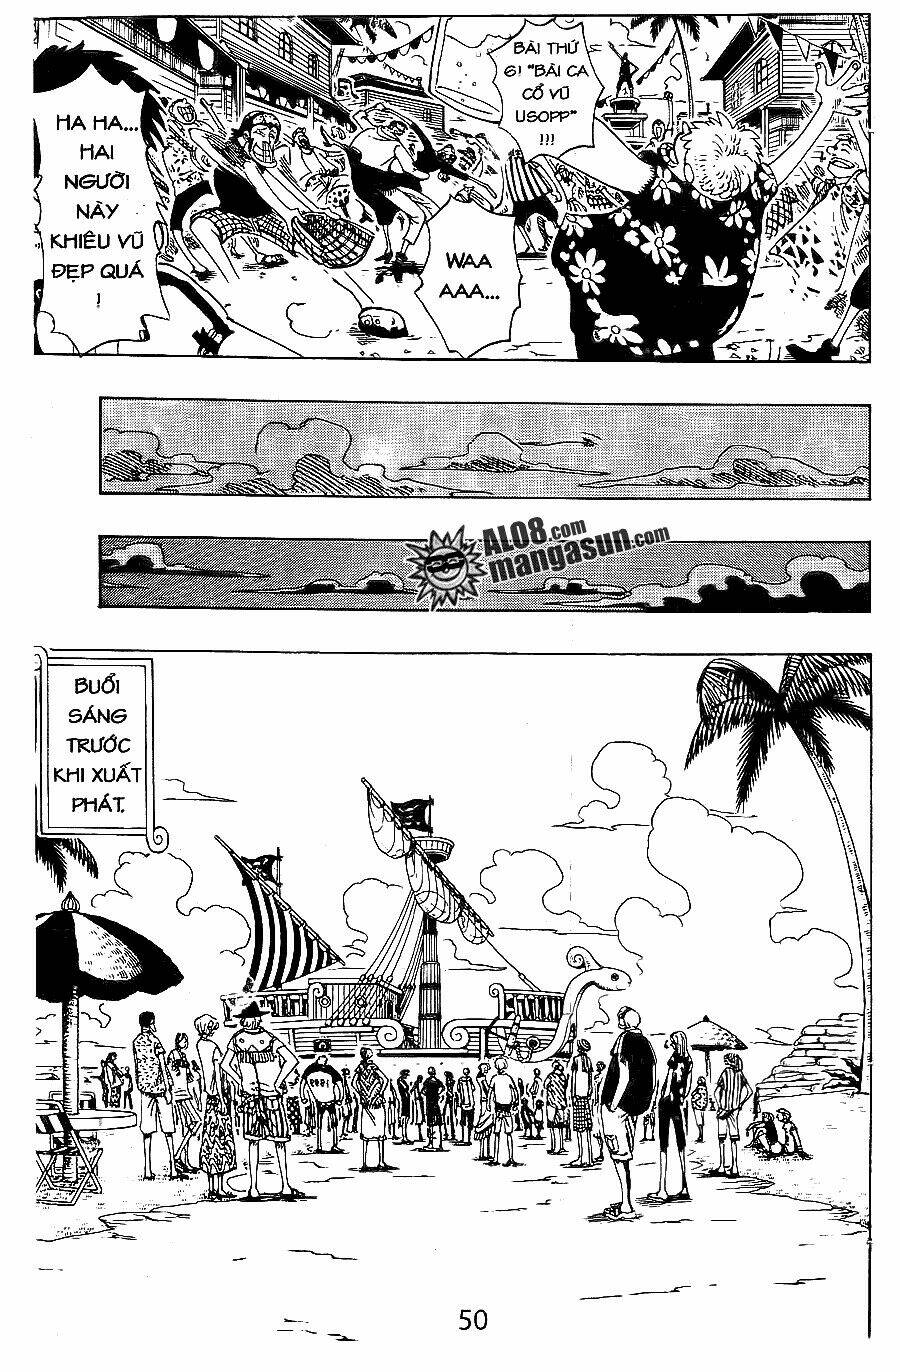 BÀI THỨ
6! "BÀI CA
CỔ VŨ
USOPP"
!!!
HA HA...
HAI
NGƯỜI
NÀY
KHIÊU VŨ
ĐẸP QUÁ
!
WAA
AAA...
AL08.com
mangasun.com
BUỔI
SÁNG
TRƯỚC
KHI XUẤT
PHÁT.
50